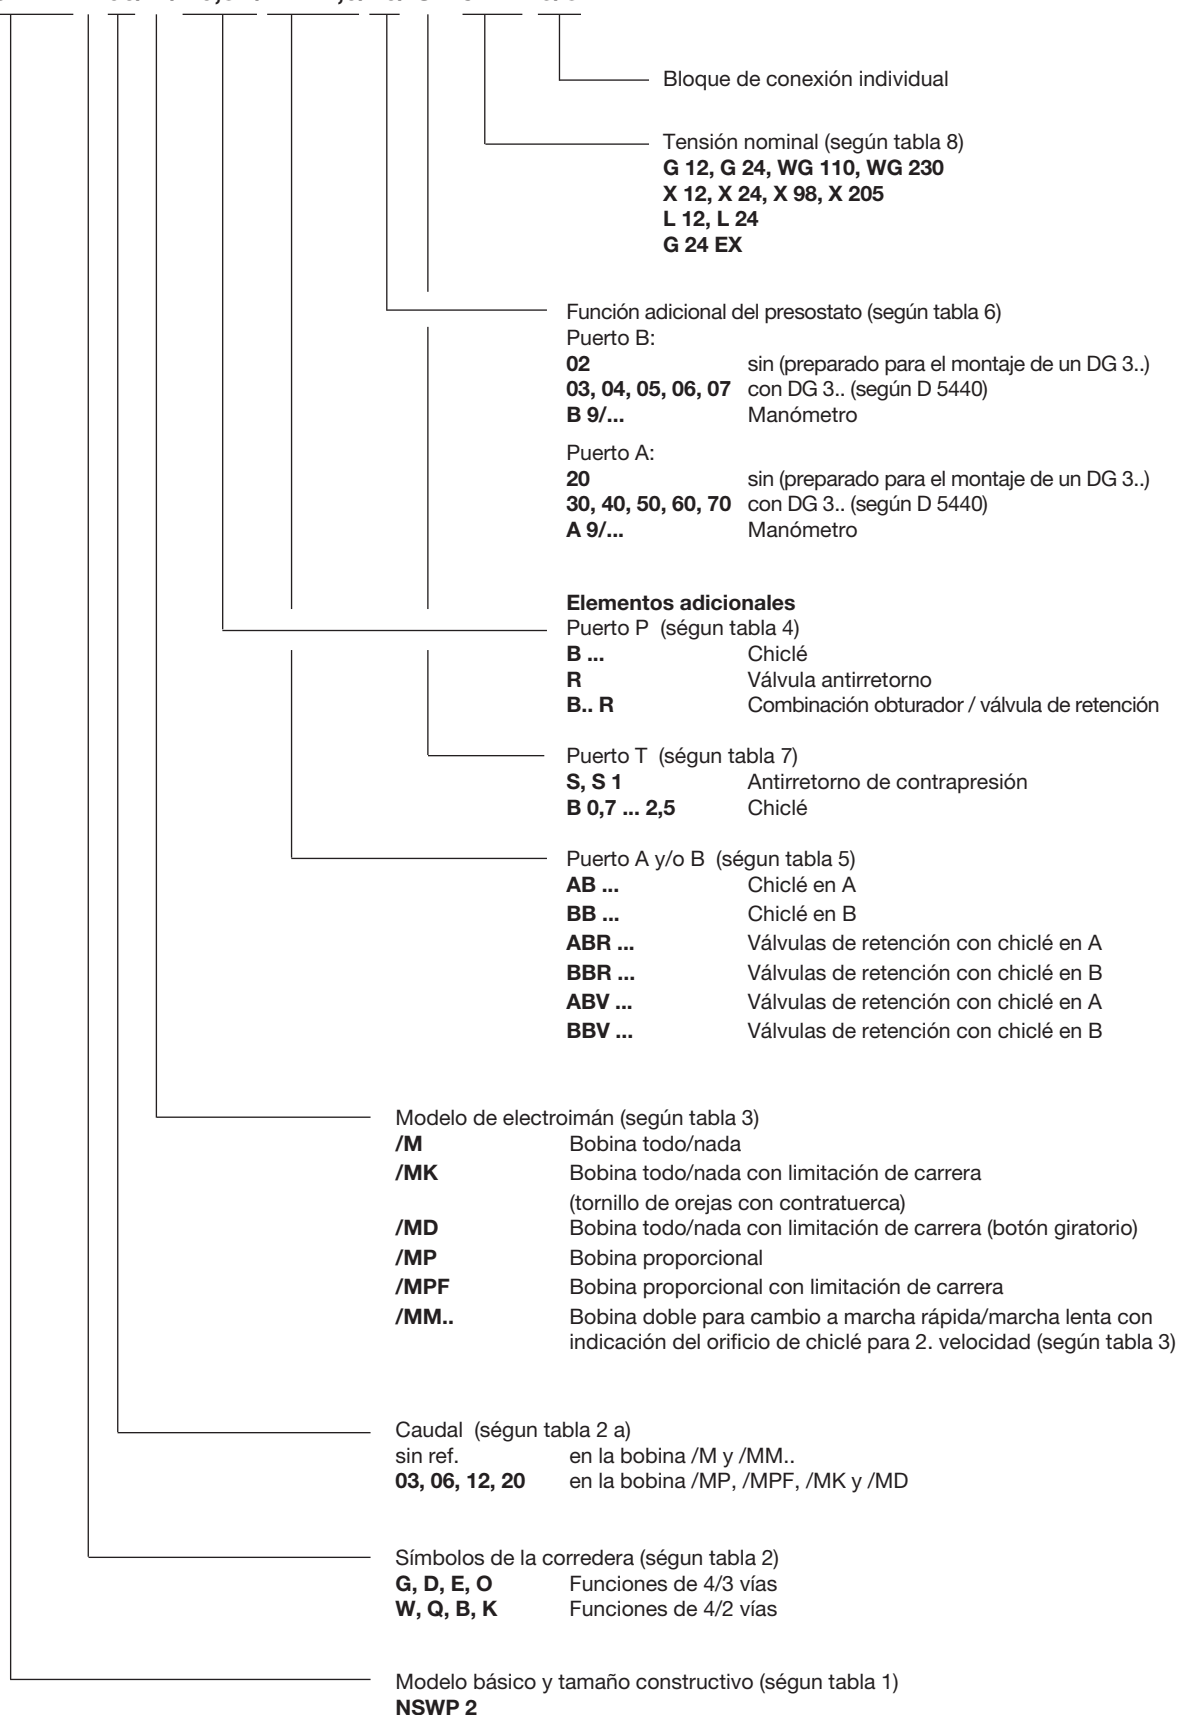 Bloque de conexión individual
Tensión nominal (según tabla 8)
G 12, G 24, WG 110, WG 230
X 12, X 24, X 98, X 205
L 12, L 24
G 24 EX
Función adicional del presostato (según tabla 6)
Puerto B:
02 sin (preparado para el montaje de un DG 3..)
03, 04, 05, 06, 07 con DG 3.. (según D 5440)
B 9/... Manómetro
Puerto A:
20 sin (preparado para el montaje de un DG 3..)
30, 40, 50, 60, 70 con DG 3.. (según D 5440)
A 9/... Manómetro
Elementos adicionales
Puerto P (ségun tabla 4)
B ... Chiclé
R Válvula antirretorno
B.. R Combinación obturador / válvula de retención
Puerto T (ségun tabla 7)
S, S 1 Antirretorno de contrapresión
B 0,7 ... 2,5 Chiclé
Puerto A y/o B (ségun tabla 5)
AB ... Chiclé en A
BB ... Chiclé en B
ABR ... Válvulas de retención con chiclé en A
BBR ... Válvulas de retención con chiclé en B
ABV ... Válvulas de retención con chiclé en A
BBV ... Válvulas de retención con chiclé en B
Modelo de electroimán (según tabla 3)
/M Bobina todo/nada
/MK Bobina todo/nada con limitación de carrera
(tornillo de orejas con contratuerca)
/MD Bobina todo/nada con limitación de carrera (botón giratorio)
/MP Bobina proporcional
/MPF Bobina proporcional con limitación de carrera
/MM.. Bobina doble para cambio a marcha rápida/marcha lenta con
indicación del orificio de chiclé para 2. velocidad (según tabla 3)
Caudal (ségun tabla 2 a)
sin ref. en la bobina /M y /MM..
03, 06, 12, 20 en la bobina /MP, /MPF, /MK y /MD
Símbolos de la corredera (ségun tabla 2)
G, D, E, O Funciones de 4/3 vías
W, Q, B, K Funciones de 4/2 vías
Modelo básico y tamaño constructivo (ségun tabla 1)
NSWP 2